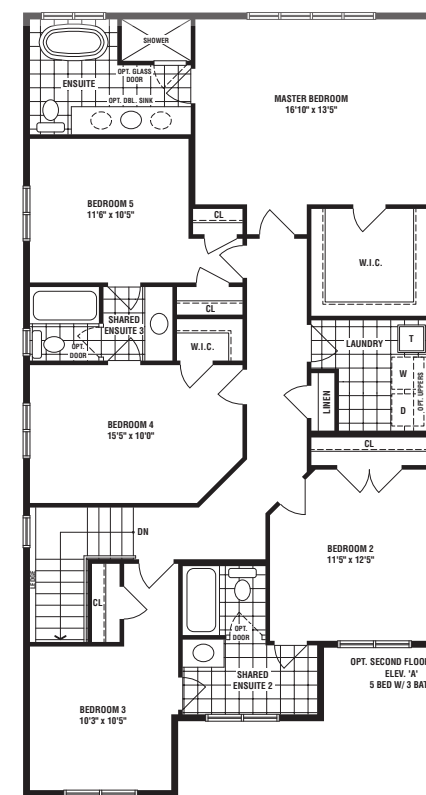 SHOWER
OPT. GLASS
DOOR
ENSUITE
OPT. DBL. SINK
MASTER BEDROOM
16'10" x 13'5"
BEDROOM 5
11'6" x 10'5"
CL
W.I.C.
CL
SHARED
ENSUITE 3
OPT.
DOOR
W.I.C.
LAUNDRY
T
W
D
OPT. UPPERS
LINEN
BEDROOM 4
15'5" x 10'0"
CL
DN
LEDGE
BEDROOM 2
11'5" x 12'5"
CL
OPT.
DOOR
SHARED
ENSUITE 2
OPT. SECOND FLOO
ELEV. 'A'
5 BED W/ 3 BAT
BEDROOM 3
10'3" x 10'5"